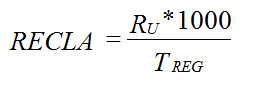 RECLA = R_U*1000 / T_REG